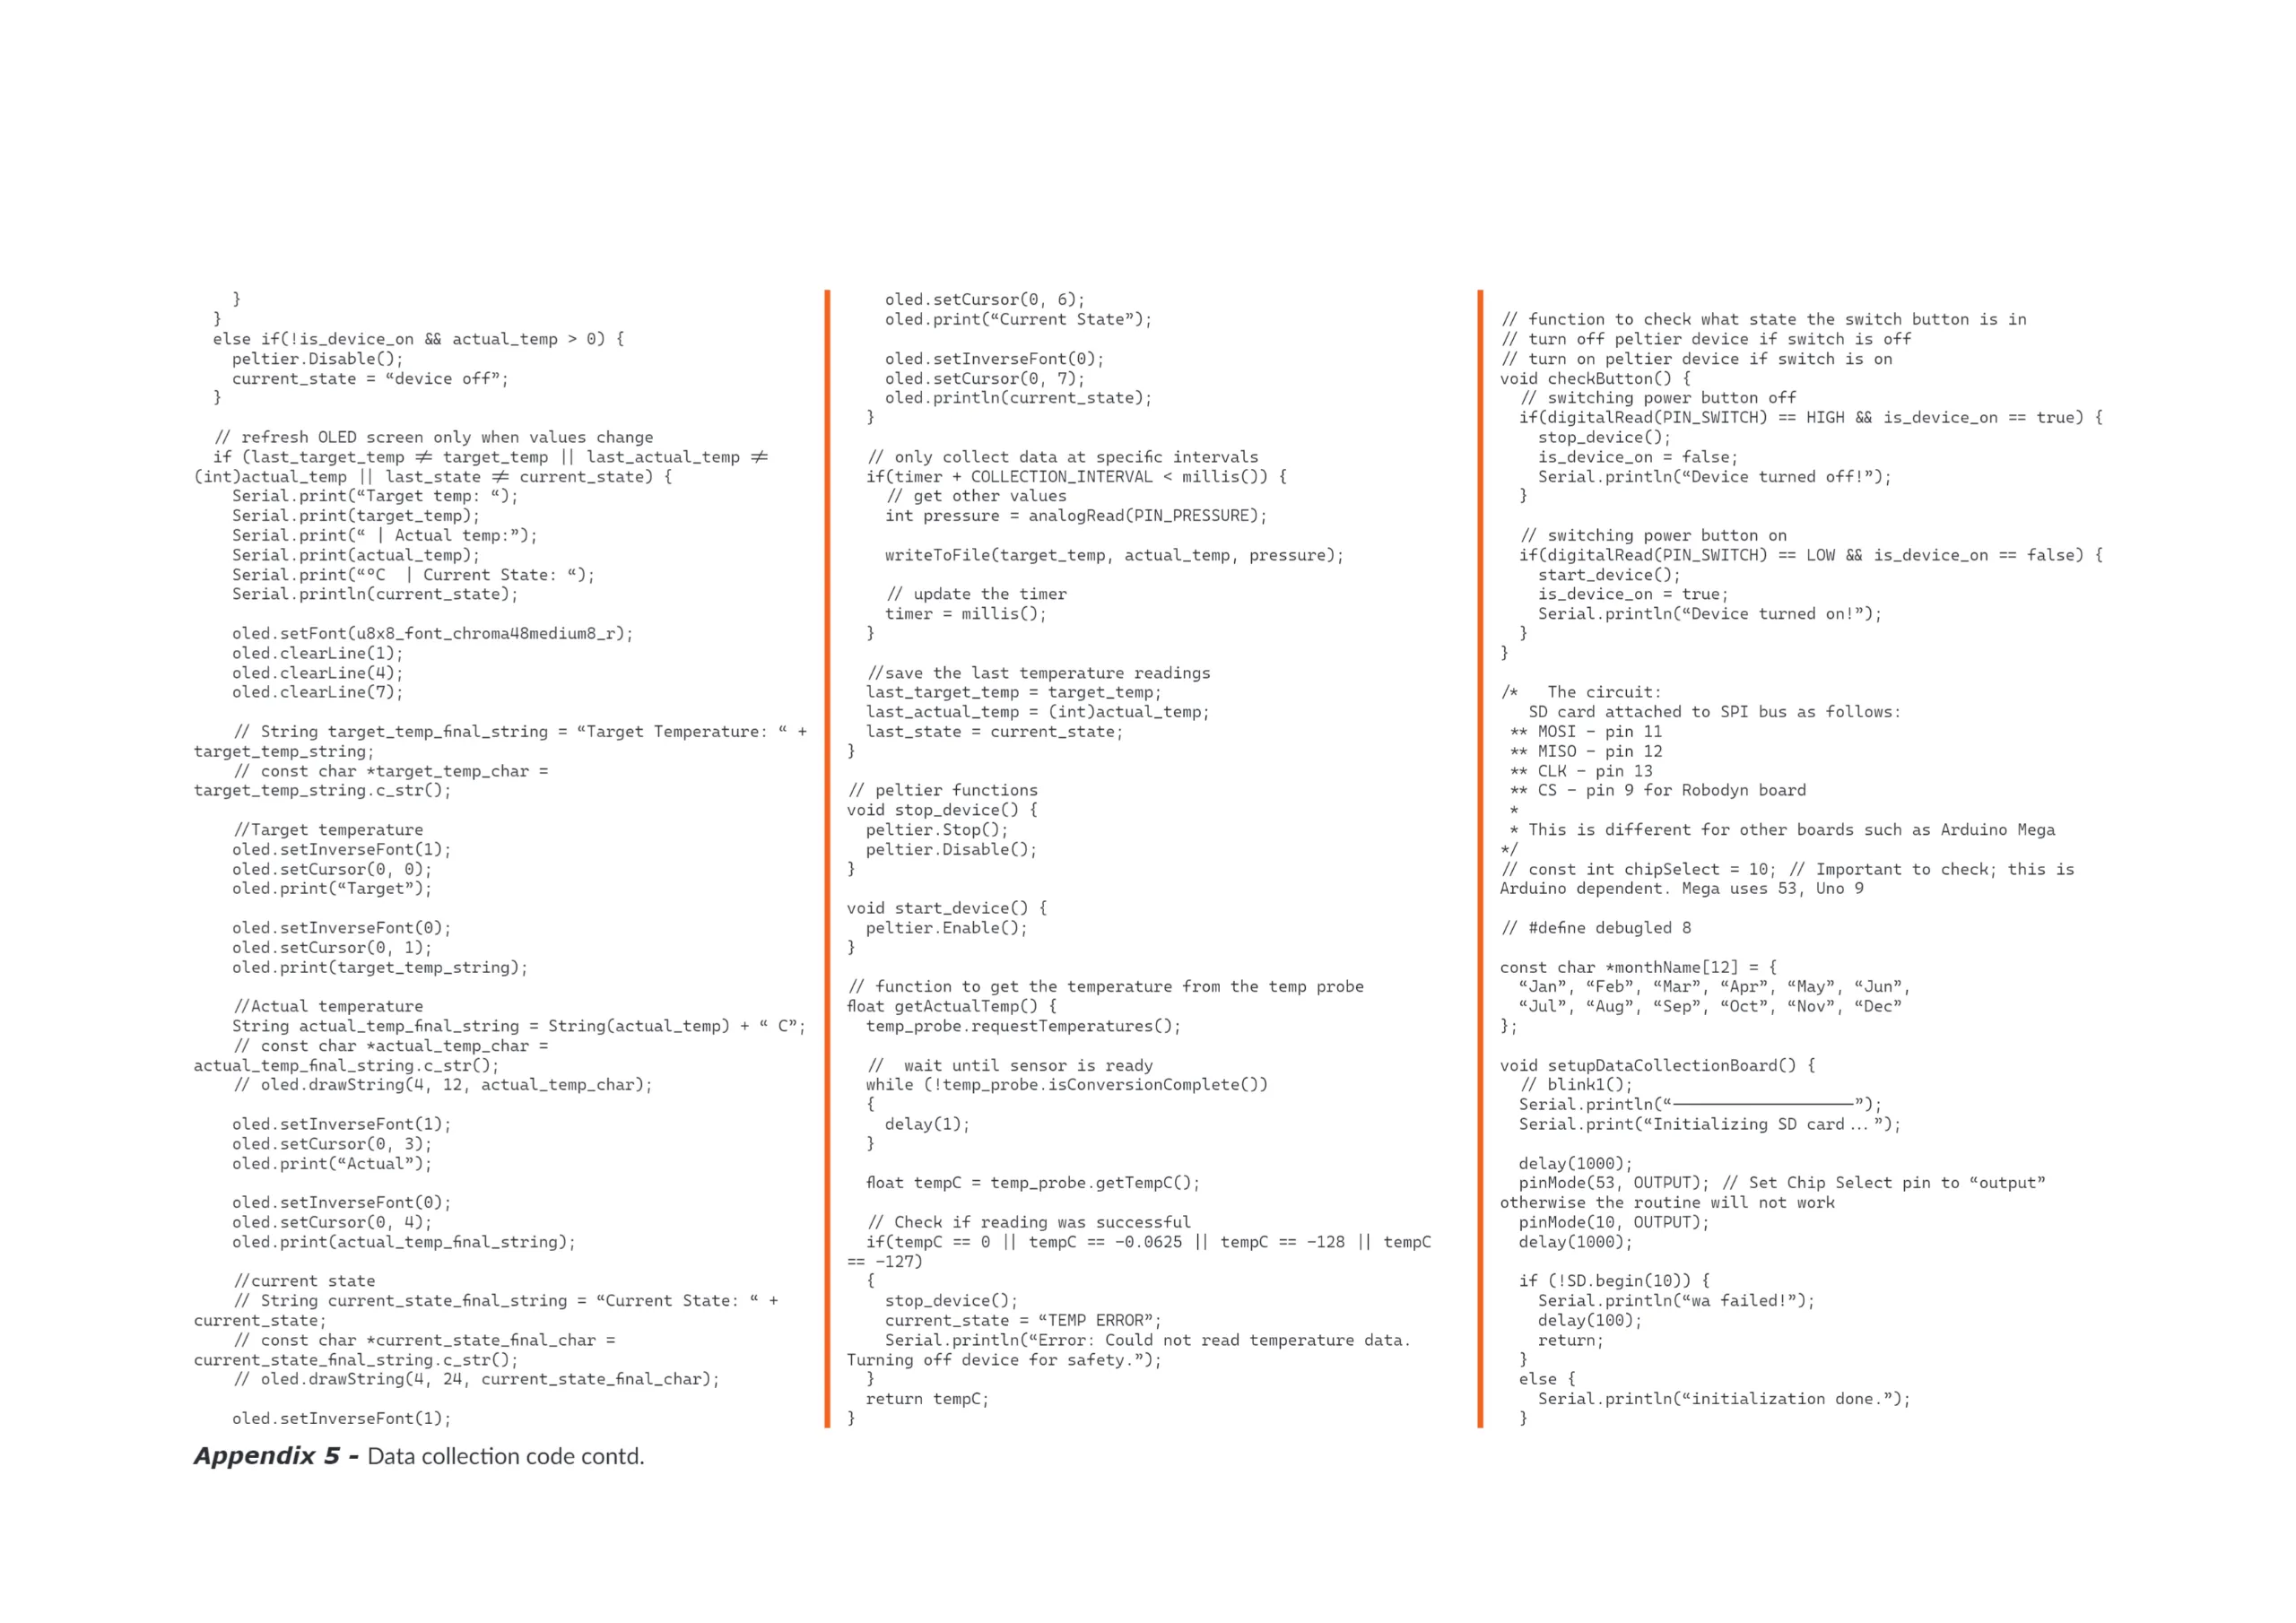 }
  }
  else if(!is_device_on && actual_temp > 0) {
    peltier.Disable();
    current_state = “device off”;
  }

  // refresh OLED screen only when values change
  if (last_target_temp ≠ target_temp || last_actual_temp ≠
(int)actual_temp || last_state ≠ current_state) {
    Serial.print(“Target temp: “);
    Serial.print(target_temp);
    Serial.print(“ | Actual temp:”);
    Serial.print(actual_temp);
    Serial.print(“°C  | Current State: “);
    Serial.println(current_state);

    oled.setFont(u8x8_font_chroma48medium8_r);
    oled.clearLine(1);
    oled.clearLine(4);
    oled.clearLine(7);

    // String target_temp_final_string = “Target Temperature: “ +
target_temp_string;
    // const char *target_temp_char =
target_temp_string.c_str();

    //Target temperature
    oled.setInverseFont(1);
    oled.setCursor(0, 0);
    oled.print(“Target”);

    oled.setInverseFont(0);
    oled.setCursor(0, 1);
    oled.print(target_temp_string);

    //Actual temperature
    String actual_temp_final_string = String(actual_temp) + “ C”;
    // const char *actual_temp_char =
actual_temp_final_string.c_str();
    // oled.drawString(4, 12, actual_temp_char);

    oled.setInverseFont(1);
    oled.setCursor(0, 3);
    oled.print(“Actual”);

    oled.setInverseFont(0);
    oled.setCursor(0, 4);
    oled.print(actual_temp_final_string);

    //current state
    // String current_state_final_string = “Current State: “ +
current_state;
    // const char *current_state_final_char =
current_state_final_string.c_str();
    // oled.drawString(4, 24, current_state_final_char);

    oled.setInverseFont(1);
    oled.setCursor(0, 6);
    oled.print(“Current State”);

    oled.setInverseFont(0);
    oled.setCursor(0, 7);
    oled.println(current_state);
  }

  // only collect data at specific intervals
  if(timer + COLLECTION_INTERVAL < millis()) {
    // get other values
    int pressure = analogRead(PIN_PRESSURE);

    writeToFile(target_temp, actual_temp, pressure);

    // update the timer
    timer = millis();
  }

  //save the last temperature readings
  last_target_temp = target_temp;
  last_actual_temp = (int)actual_temp;
  last_state = current_state;
}

// peltier functions
void stop_device() {
  peltier.Stop();
  peltier.Disable();
}

void start_device() {
  peltier.Enable();
}

// function to get the temperature from the temp probe
float getActualTemp() {
  temp_probe.requestTemperatures();

  //  wait until sensor is ready
  while (!temp_probe.isConversionComplete())
  {
    delay(1);
  }

  float tempC = temp_probe.getTempC();

  // Check if reading was successful
  if(tempC == 0 || tempC == -0.0625 || tempC == -128 || tempC
== -127)
  {
    stop_device();
    current_state = “TEMP ERROR”;
    Serial.println(“Error: Could not read temperature data.
Turning off device for safety.”);
  }
  return tempC;
}

// function to check what state the switch button is in
// turn off peltier device if switch is off
// turn on peltier device if switch is on
void checkButton() {
  // switching power button off
  if(digitalRead(PIN_SWITCH) == HIGH && is_device_on == true) {
    stop_device();
    is_device_on = false;
    Serial.println(“Device turned off!”);
  }

  // switching power button on
  if(digitalRead(PIN_SWITCH) == LOW && is_device_on == false) {
    start_device();
    is_device_on = true;
    Serial.println(“Device turned on!”);
  }
}

/*   The circuit:
   SD card attached to SPI bus as follows:
 ** MOSI - pin 11
 ** MISO - pin 12
 ** CLK - pin 13
 ** CS - pin 9 for Robodyn board
 *
 * This is different for other boards such as Arduino Mega
*/
// const int chipSelect = 10; // Important to check; this is
Arduino dependent. Mega uses 53, Uno 9

// #define debugled 8

const char *monthName[12] = {
  “Jan”, “Feb”, “Mar”, “Apr”, “May”, “Jun”,
  “Jul”, “Aug”, “Sep”, “Oct”, “Nov”, “Dec”
};

void setupDataCollectionBoard() {
  // blink1();
  Serial.println(“-------------------”);
  Serial.print(“Initializing SD card...”);

  delay(1000);
  pinMode(53, OUTPUT); // Set Chip Select pin to “output”
otherwise the routine will not work
  pinMode(10, OUTPUT);
  delay(1000);

  if (!SD.begin(10)) {
    Serial.println(“wa failed!”);
    delay(100);
    return;
  }
  else {
    Serial.println(“initialization done.”);
  }
Appendix 5 - Data collection code contd.